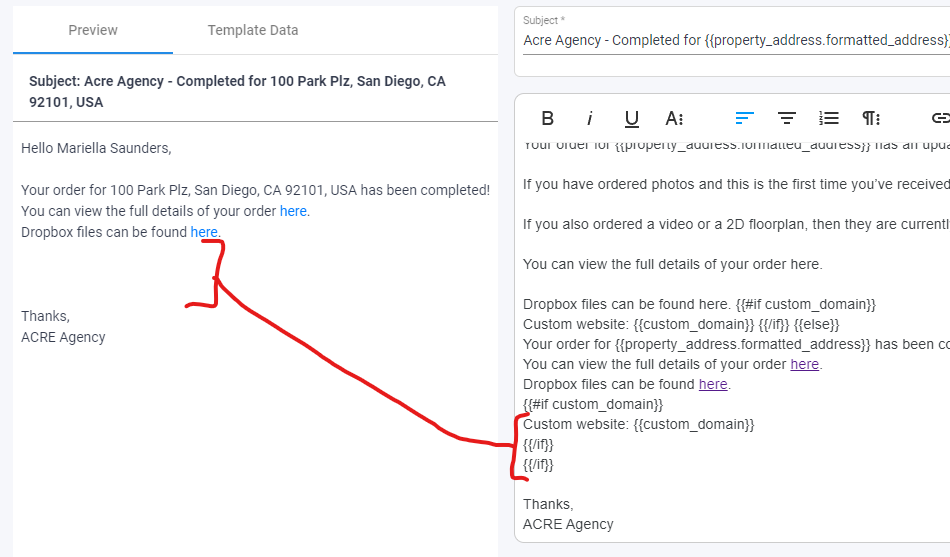 Preview
Template Data
Subject: Acre Agency - Completed for 100 Park Plz, San Diego, CA
92101, USA
Hello Mariella Saunders,
Your order for 100 Park Plz, San Diego, CA 92101, USA has been completed!
You can view the full details of your order here.
Dropbox files can be found here.
Thanks,
ACRE Agency
Subject *
Acre Agency - Completed for {{property_address.formatted_address}}
B i U A
Your order for {{property_address.formatted_address}} has an
If you have ordered photos and this is the first time you've received
If you also ordered a video or a 2D floorplan, then they are
You can view the full details of your order here.
Dropbox files can be found here. {{#if custom_domain}}
Custom website: {{custom_domain}} {{/if}} {{else}}
Your order for {{property_address.formatted_address}} has been
You can view the full details of your order here.
Dropbox files can be found here.
{{#if custom_domain}}
Custom website: {{custom_domain}}
{{/if}}
{{/if}}
Thanks,
ACRE Agency